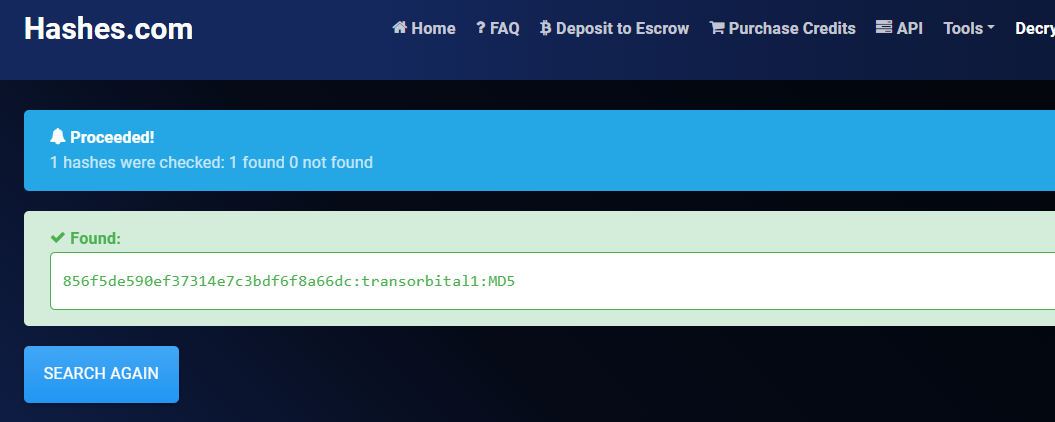 Hashes.com
Home ? FAQ Deposit to Escrow Purchase Credits API Tools Decry
Proceeded!
1 hashes were checked: 1 found 0 not found
Found:
856f5de590ef37314e7c3bdf6f8a66dc:transorbital1:MD5
SEARCH AGAIN